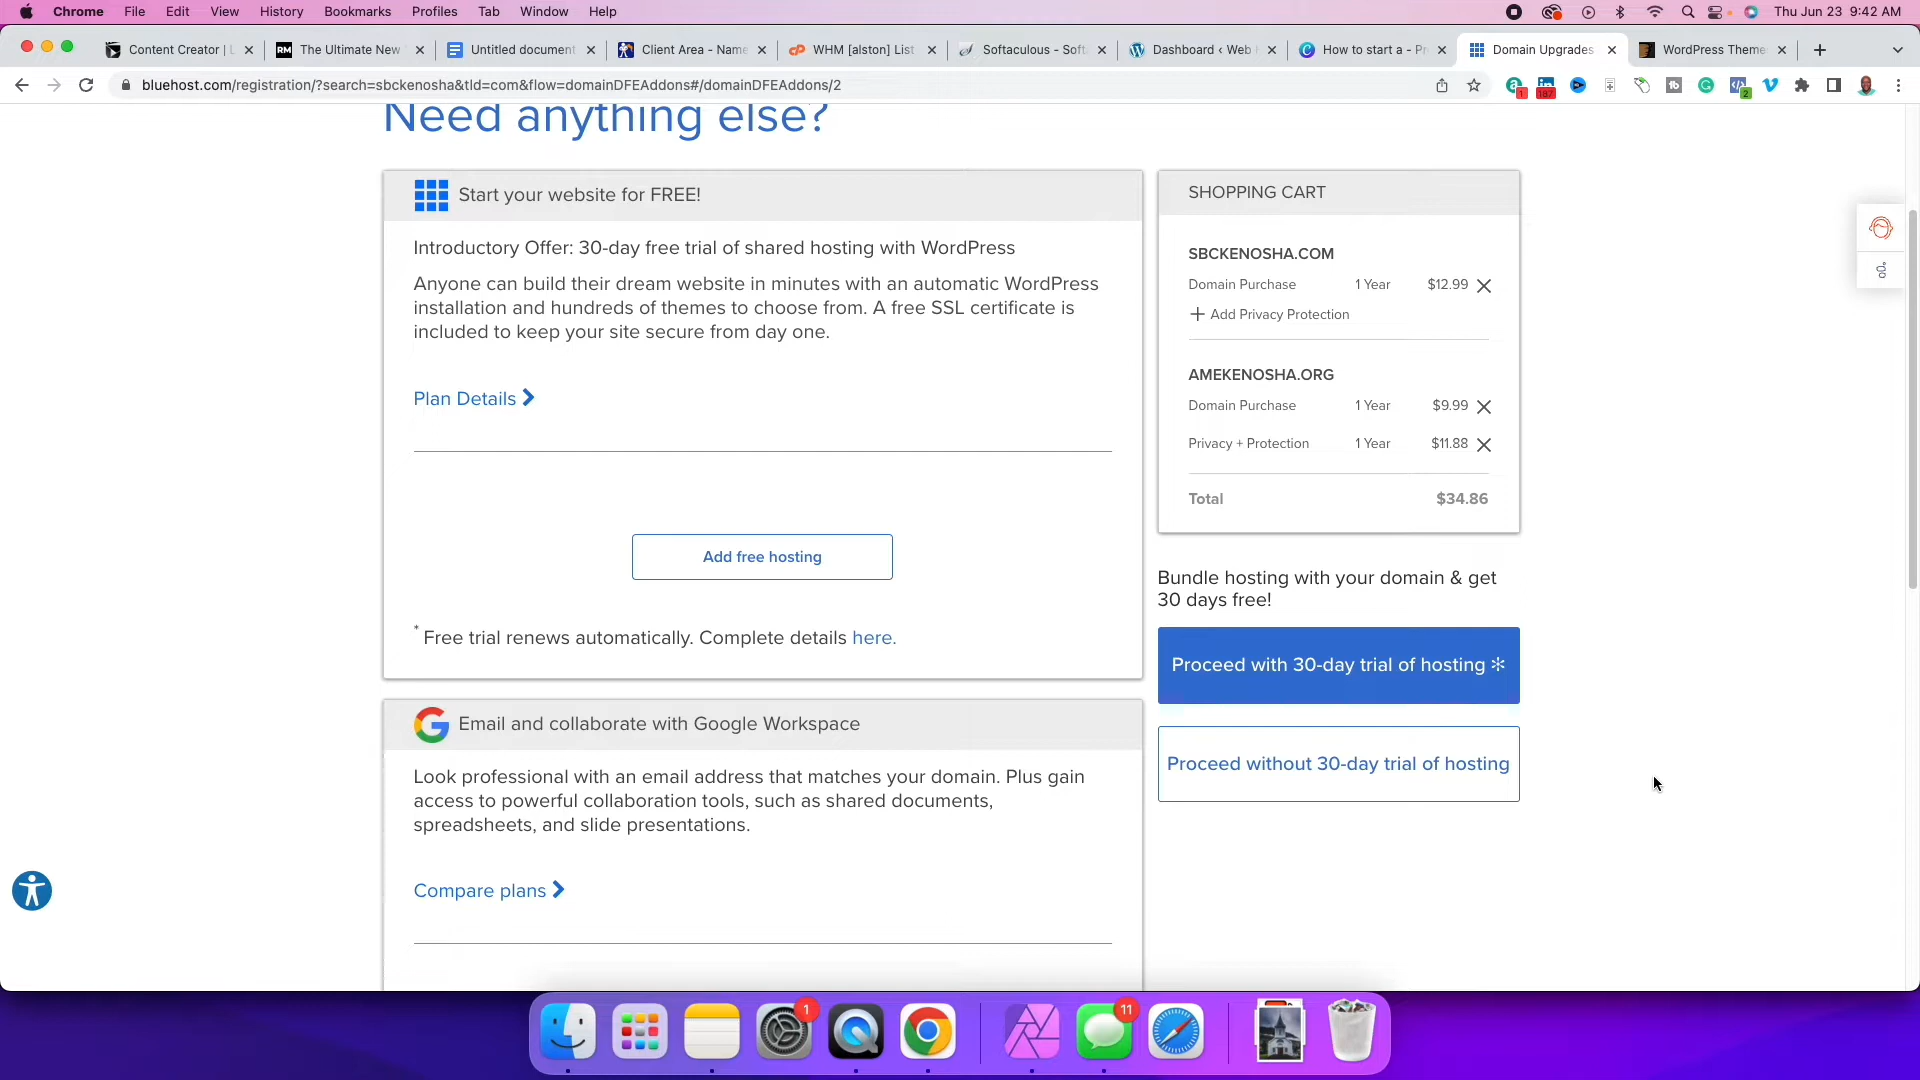 Chrome File Edit View History Bookmarks Profiles Tab Window Help Thu Jun 23 9:42 AM
Content Creator | The Ultimate New Untitled document Client Area - Name WHM [alston] List Softaculous - Soft Dashboard ‹ Web How to start a - Pr Domain Upgrades WordPress Theme
bluehost.com/registration/?search=sbckenosha&tld=com&flow=domainDFEAddons#/domainDFEAddons/2
Need anything else?
Start your website for FREE!
Introductory Offer: 30-day free trial of shared hosting with WordPress
Anyone can build their dream website in minutes with an automatic WordPress
installation and hundreds of themes to choose from. A free SSL certificate is
included to keep your site secure from day one.
Plan Details
Add free hosting
* Free trial renews automatically. Complete details here.
Email and collaborate with Google Workspace
Look professional with an email address that matches your domain. Plus gain
access to powerful collaboration tools, such as shared documents,
spreadsheets, and slide presentations.
Compare plans
SHOPPING CART
SBCKENOSHA.COM
Domain Purchase 1 Year $12.99
Add Privacy Protection
AMEKENOSHA.ORG
Domain Purchase 1 Year $9.99
Privacy + Protection 1 Year $11.88
Total $34.86
Bundle hosting with your domain & get
30 days free!
Proceed with 30-day trial of hosting *
Proceed without 30-day trial of hosting
1
11